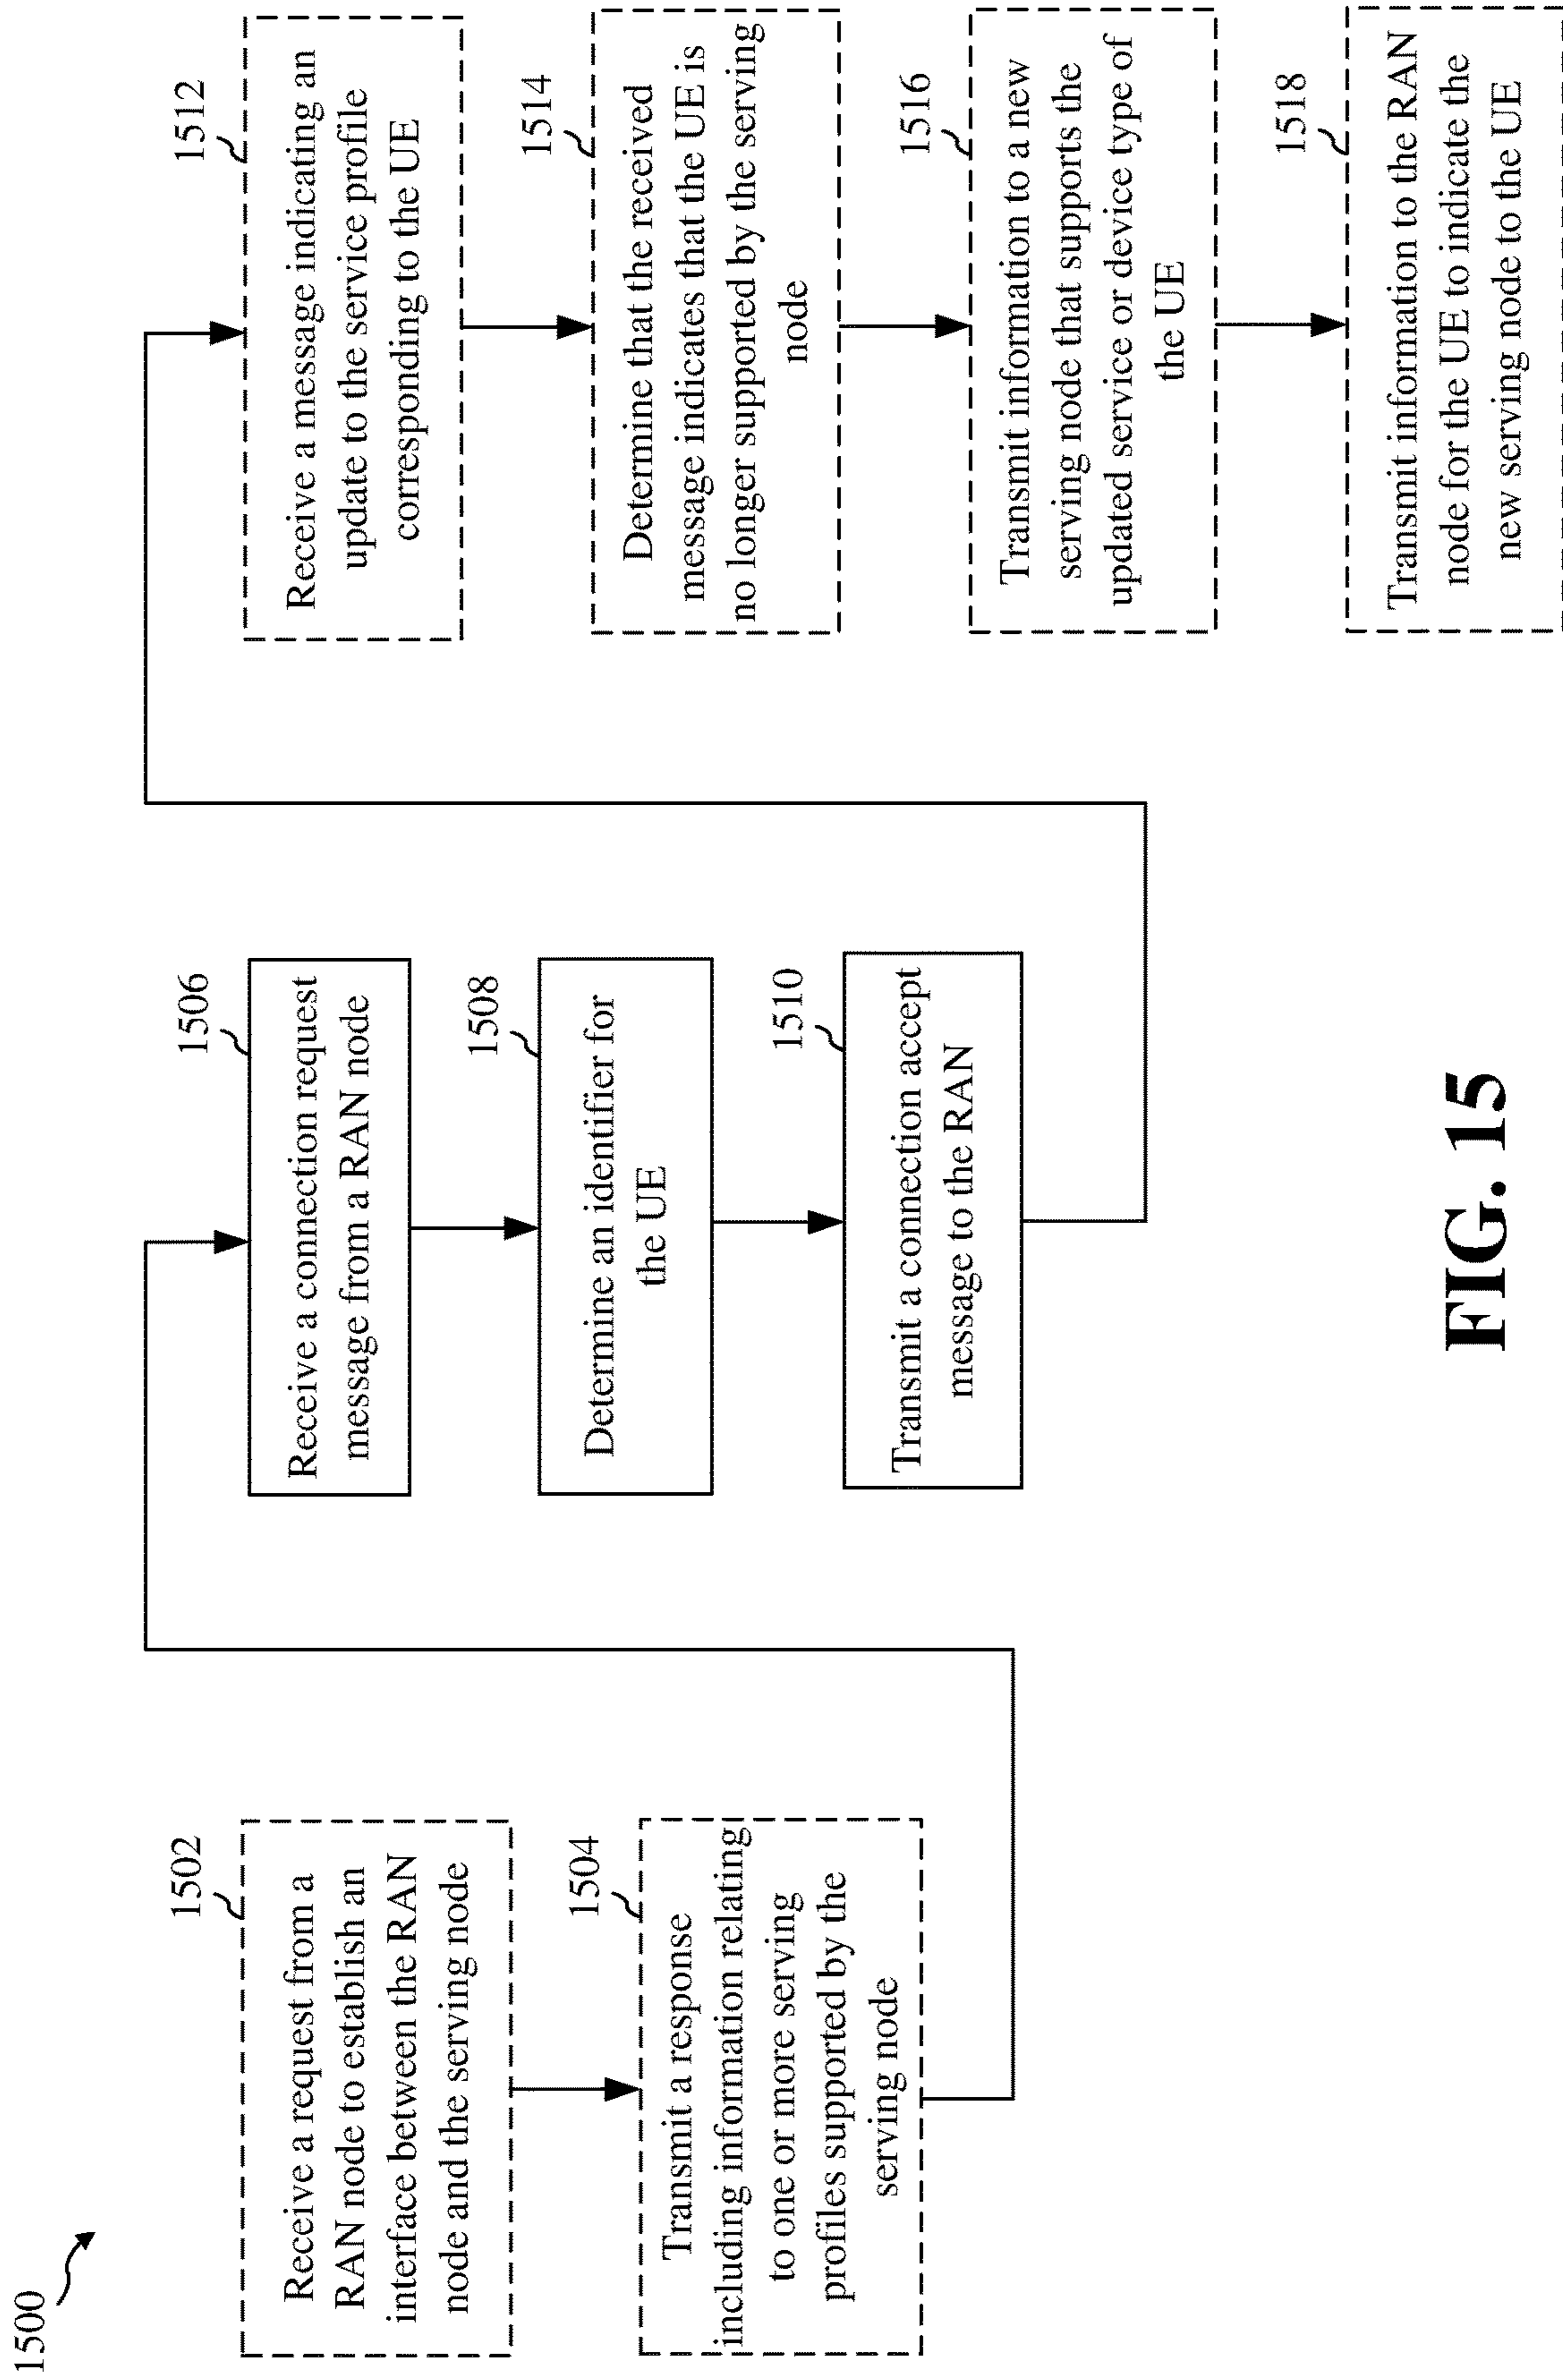 1500
1502
Receive a request from a
RAN node to establish an
interface between the RAN
node and the serving node
1504
Transmit a response
including information relating
to one or more serving
profiles supported by the
serving node
1506
Receive a connection request
message from a RAN node
1508
Determine an identifier for
the UE
1510
Transmit a connection accept
message to the RAN
1512
Receive a message indicating an
update to the service profile
corresponding to the UE
1514
Determine that the received
message indicates that the UE is
no longer supported by the serving
node
1516
Transmit information to a new
serving node that supports the
updated service or device type of
the UE
1518
Transmit information to the RAN
node for the UE to indicate the
new serving node to the UE
FIG. 15